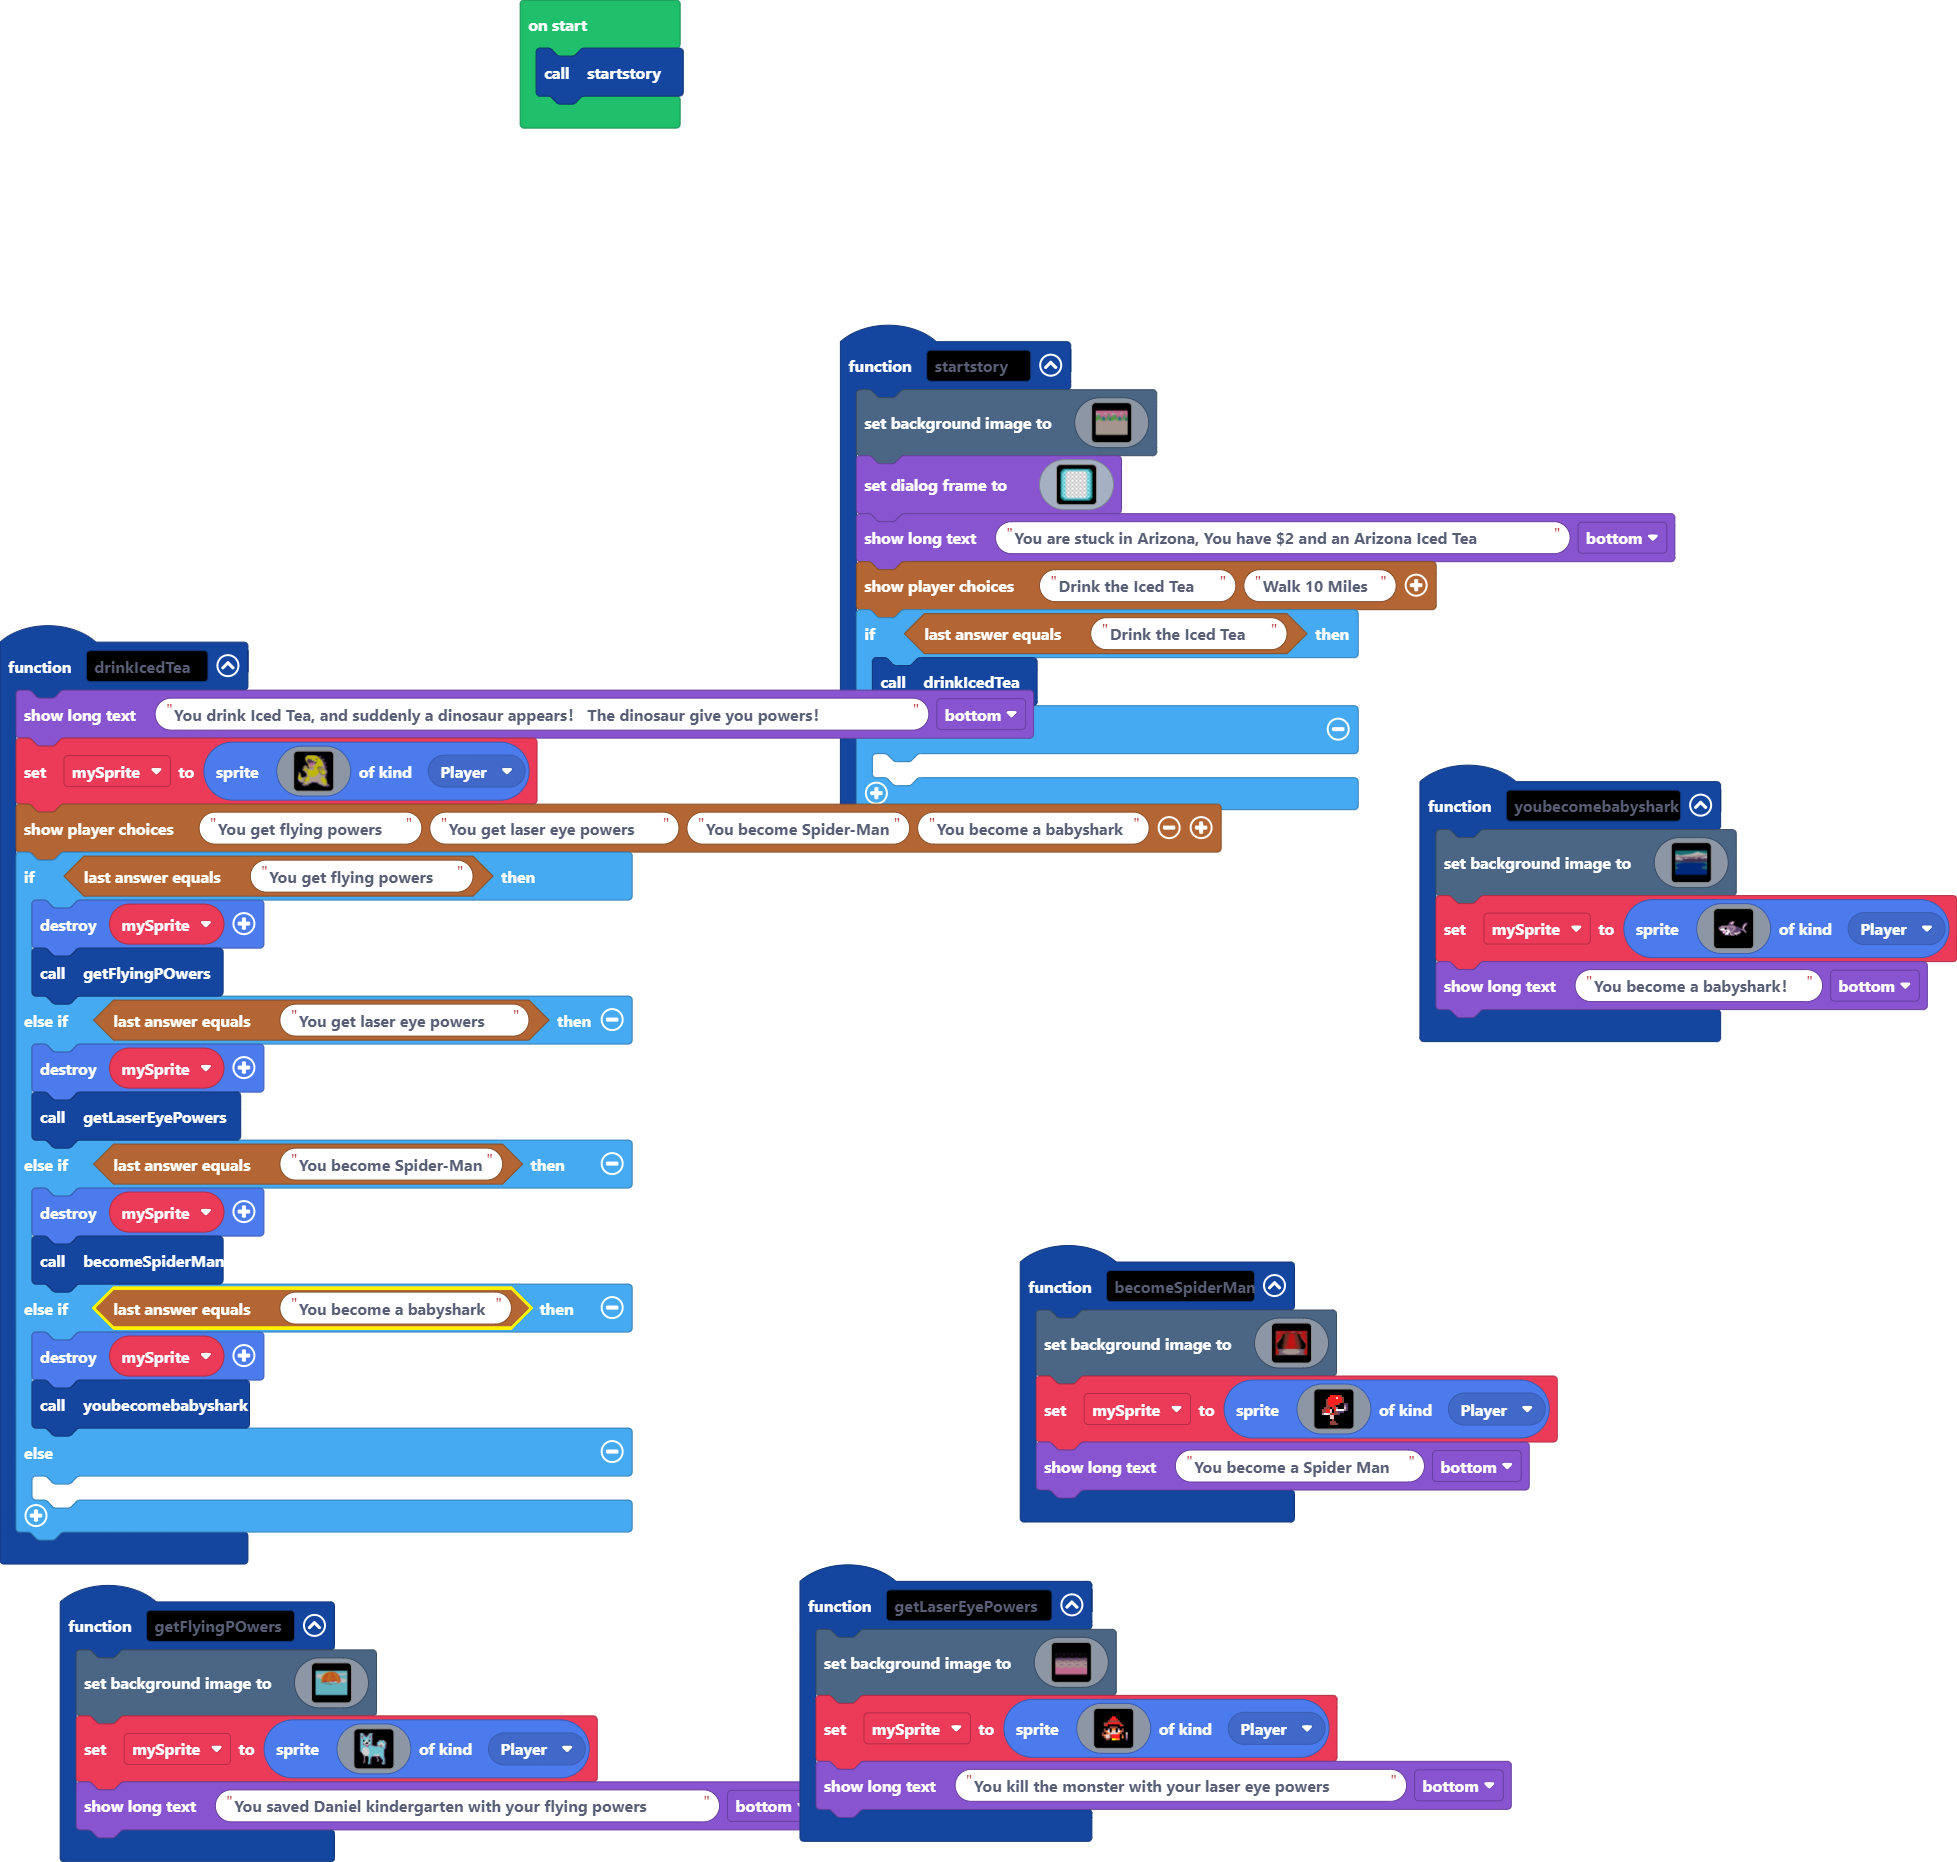 on start
call startstory
function startstory
set background image to
set dialog frame to
show long text "You are stuck in Arizona, You have $2 and an Arizona Iced Tea" bottom
show player choices "Drink the Iced Tea" "Walk 10 Miles"
if last answer equals "Drink the Iced Tea" then
call drinkIcedTea
function drinkIcedTea
show long text "You drink Iced Tea, and suddenly a dinosaur appears! The dinosaur give you powers!" bottom
set mySprite to sprite of kind Player
show player choices "You get flying powers" "You get laser eye powers" "You become Spider-Man" "You become a babyshark"
if last answer equals "You get flying powers" then
destroy mySprite
call getFlyingPOwers
else if last answer equals "You get laser eye powers" then
destroy mySprite
call getLaserEyePowers
else if last answer equals "You become Spider-Man" then
destroy mySprite
call becomeSpiderMan
else if last answer equals "You become a babyshark" then
destroy mySprite
call youbecomebabyshark
else
function youbecomebabyshark
set background image to
set mySprite to sprite of kind Player
show long text "You become a babyshark!" bottom
function becomeSpiderMan
set background image to
set mySprite to sprite of kind Player
show long text "You become a Spider Man" bottom
function getFlyingPOwers
set background image to
set mySprite to sprite of kind Player
show long text "You saved Daniel kindergarten with your flying powers" bottom
function getLaserEyePowers
set background image to
set mySprite to sprite of kind Player
show long text "You kill the monster with your laser eye powers" bottom